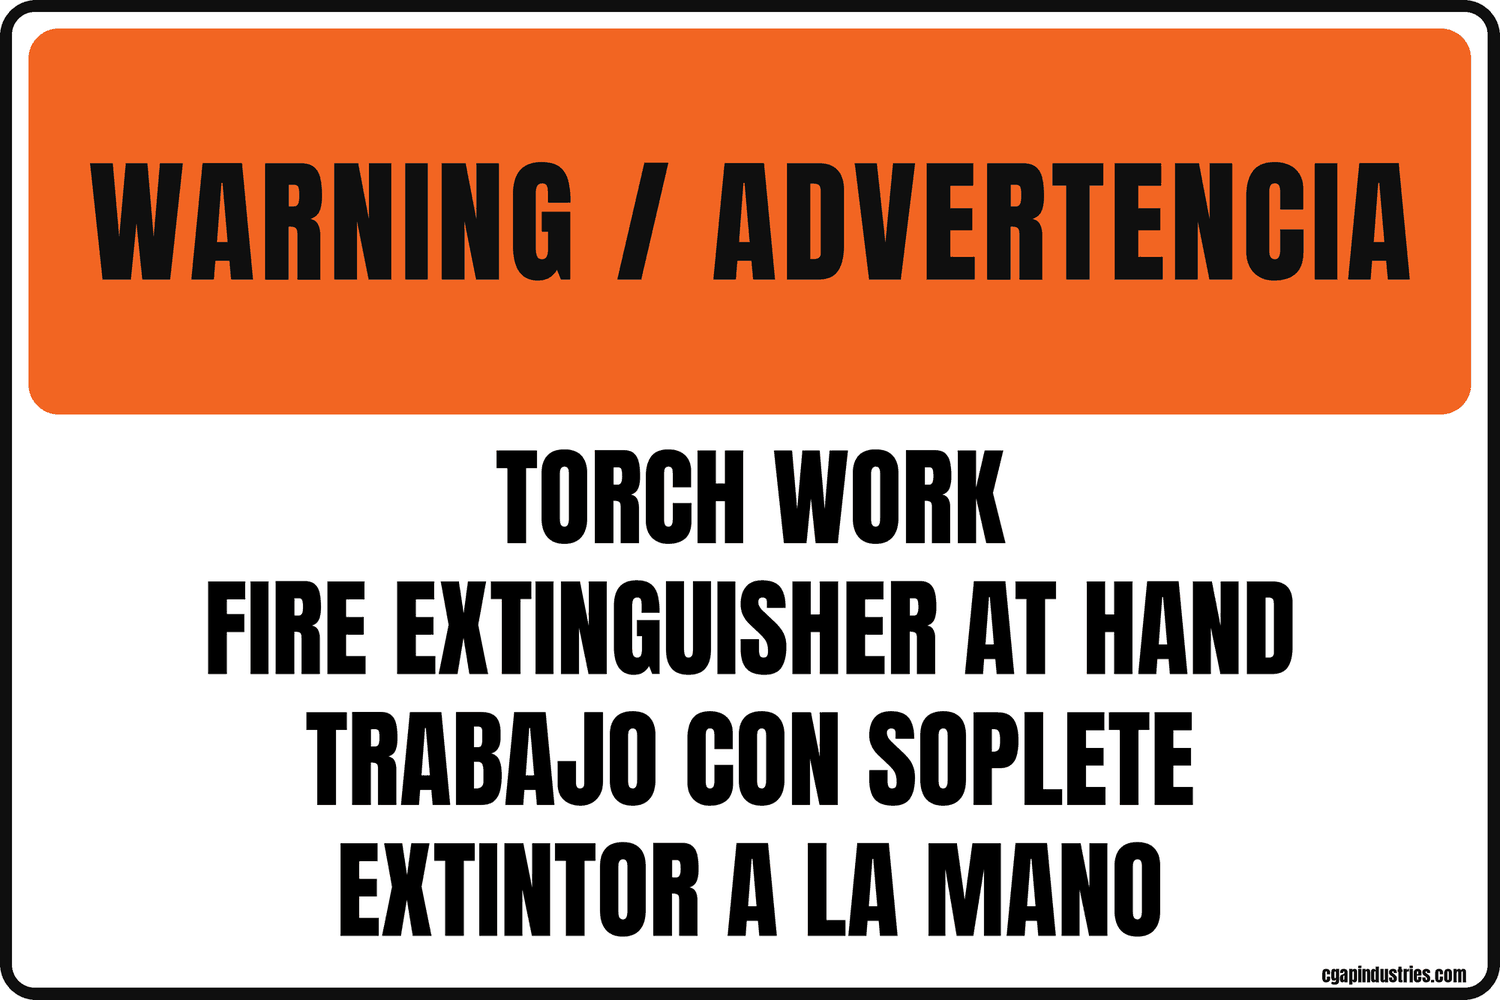 WARNING / ADVERTENCIA
TORCH WORK
FIRE EXTINGUISHER AT HAND
TRABAJO CON SOPLETE
EXTINTOR A LA MANO
cgapindustries.com